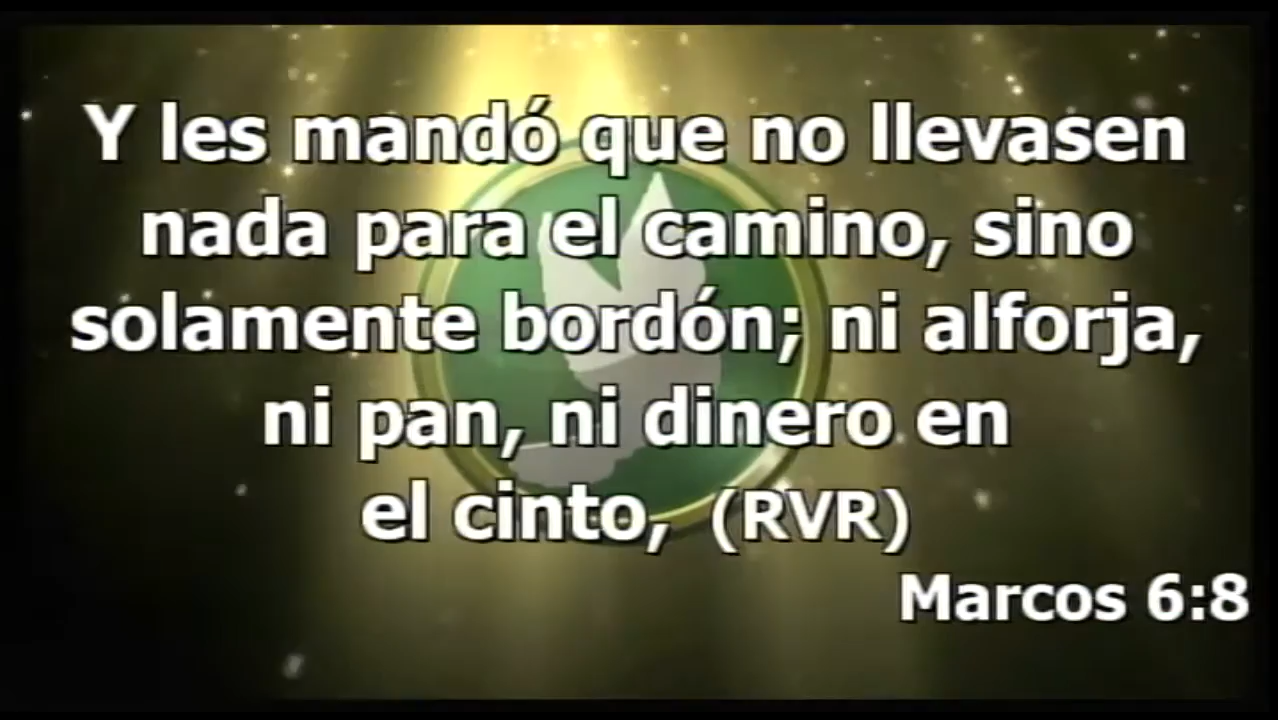 Y les mandó que no llevasen
nada para el camino, sino
solamente bordón; ni alforja,
ni pan, ni dinero en
el cinto, (RVR)
Marcos 6:8